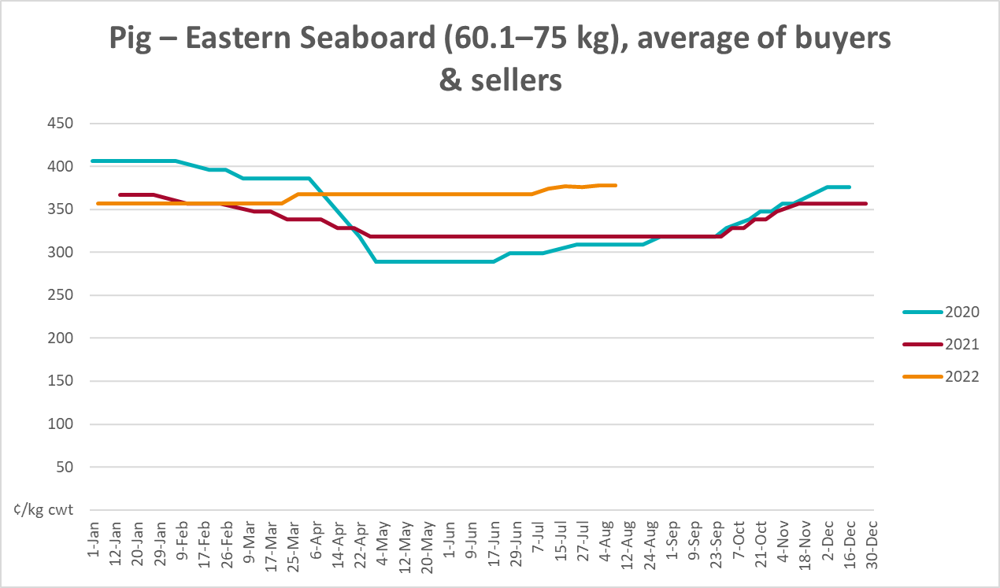 Pig – Eastern Seaboard (60.1–75 kg), average of buyers
& sellers
450
400
350
300
250
200
150
100
50
¢/kg cwt
1-Jan
12-Jan
20-Jan
29-Jan
9-Feb
17-Feb
26-Feb
9-Mar
17-Mar
25-Mar
6-Apr
14-Apr
22-Apr
4-May
12-May
20-May
1-Jun
9-Jun
17-Jun
29-Jun
7-Jul
15-Jul
27-Jul
4-Aug
12-Aug
24-Aug
1-Sep
9-Sep
23-Sep
7-Oct
21-Oct
4-Nov
18-Nov
2-Dec
16-Dec
30-Dec
2020
2021
2022